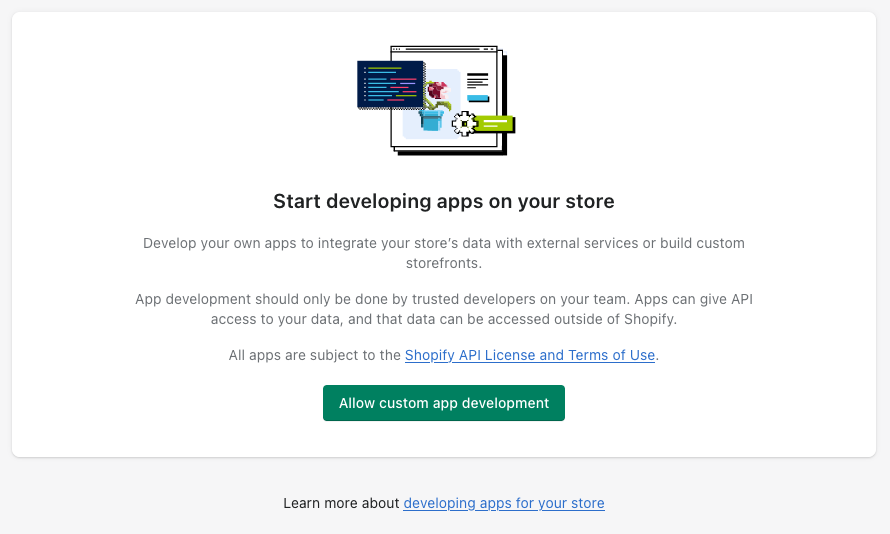 Start developing apps on your store
Develop your own apps to integrate your store's data with external services or build custom
storefronts.
App development should only be done by trusted developers on your team. Apps can give API
access to your data, and that data can be accessed outside of Shopify.
All apps are subject to the Shopify API License and Terms of Use.
Allow custom app development
Learn more about developing apps for your store